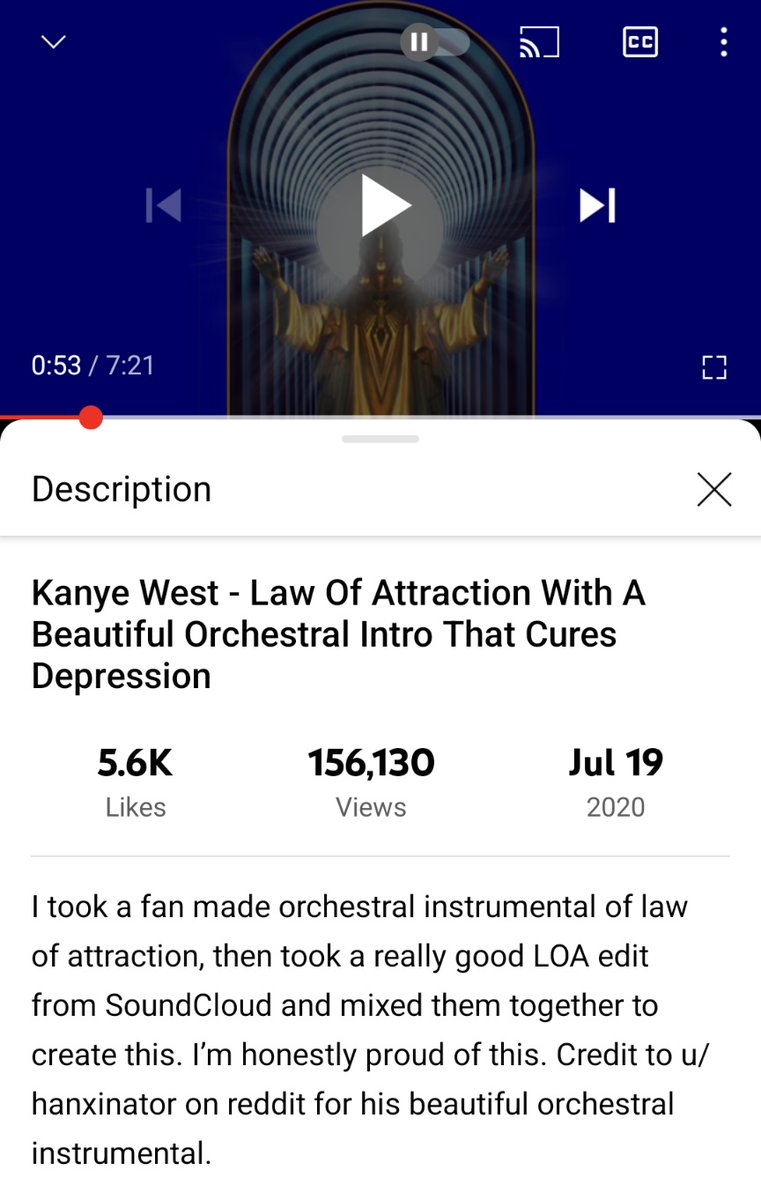 CC
0:53 / 7:21
Description
Kanye West - Law Of Attraction With A
Beautiful Orchestral Intro That Cures
Depression
5.6K 156,130 Jul 19
Likes Views 2020
I took a fan made orchestral instrumental of law
of attraction, then took a really good LOA edit
from SoundCloud and mixed them together to
create this. I’m honestly proud of this. Credit to u/
hanxinator on reddit for his beautiful orchestral
instrumental.